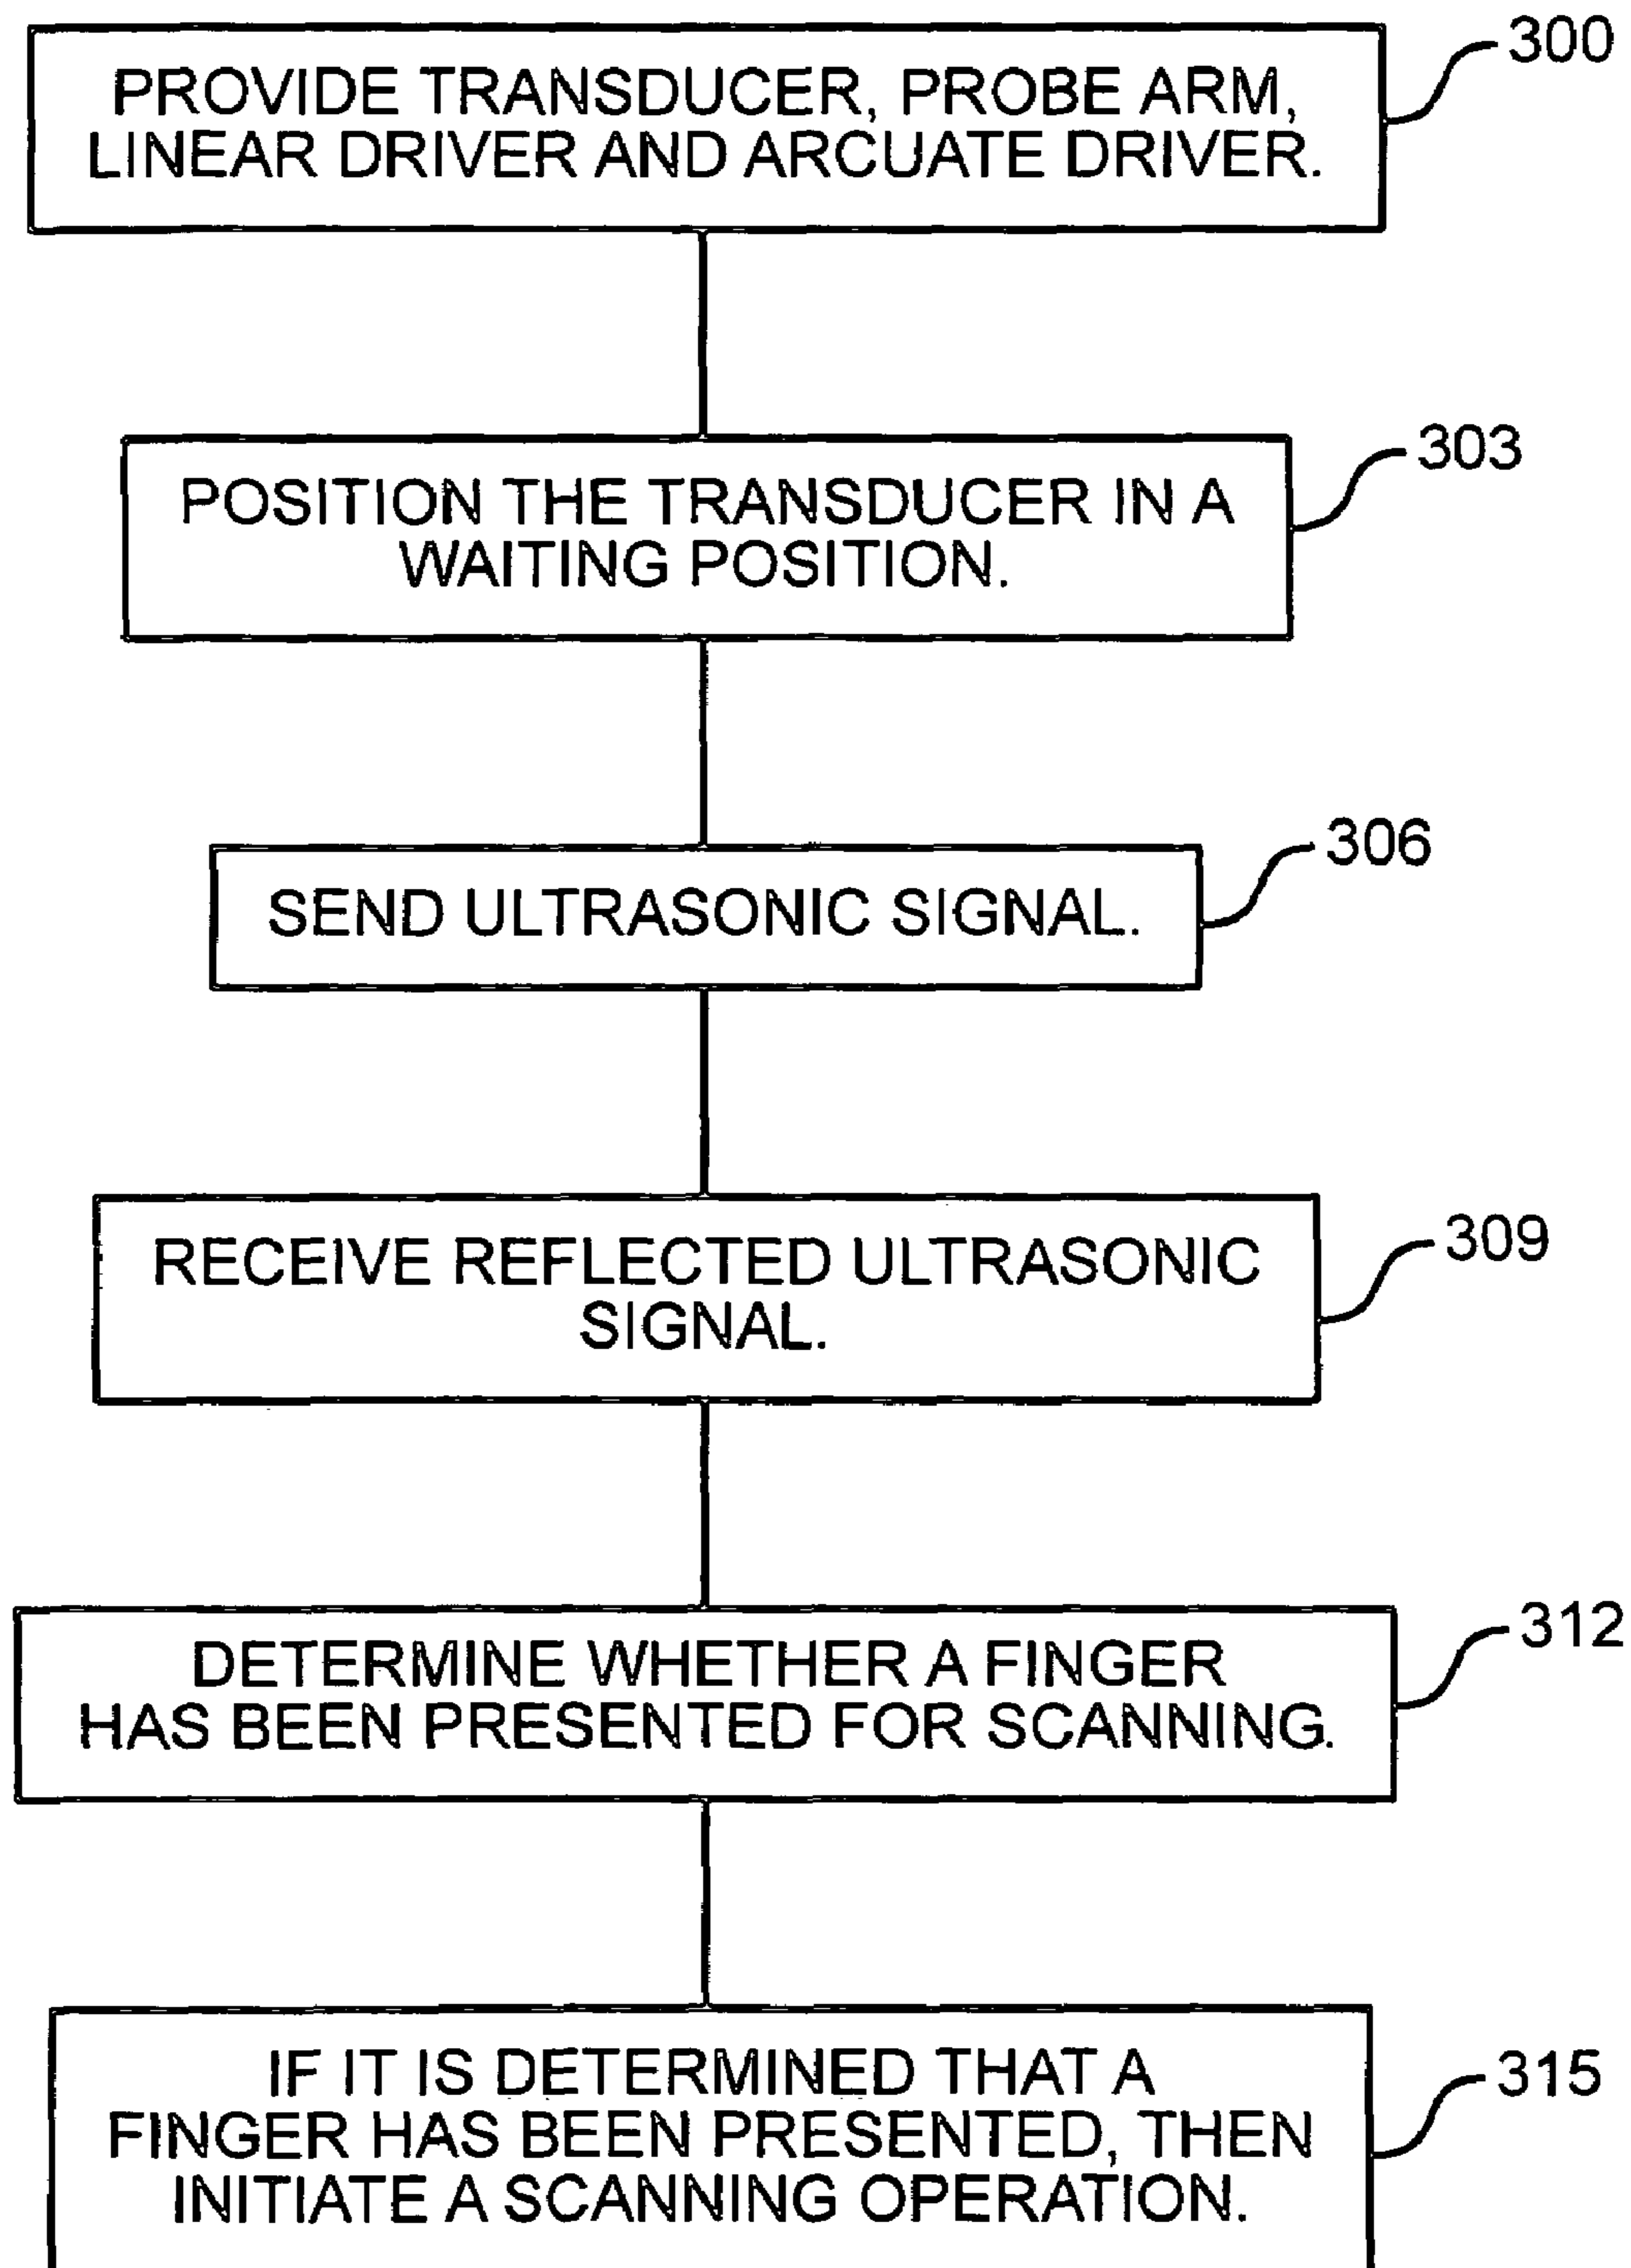 300
PROVIDE TRANSDUCER, PROBE ARM,
LINEAR DRIVER AND ARCUATE DRIVER.
303
POSITION THE TRANSDUCER IN A
WAITING POSITION.
306
SEND ULTRASONIC SIGNAL.
309
RECEIVE REFLECTED ULTRASONIC
SIGNAL.
312
DETERMINE WHETHER A FINGER
HAS BEEN PRESENTED FOR SCANNING.
315
IF IT IS DETERMINED THAT A
FINGER HAS BEEN PRESENTED, THEN
INITIATE A SCANNING OPERATION.